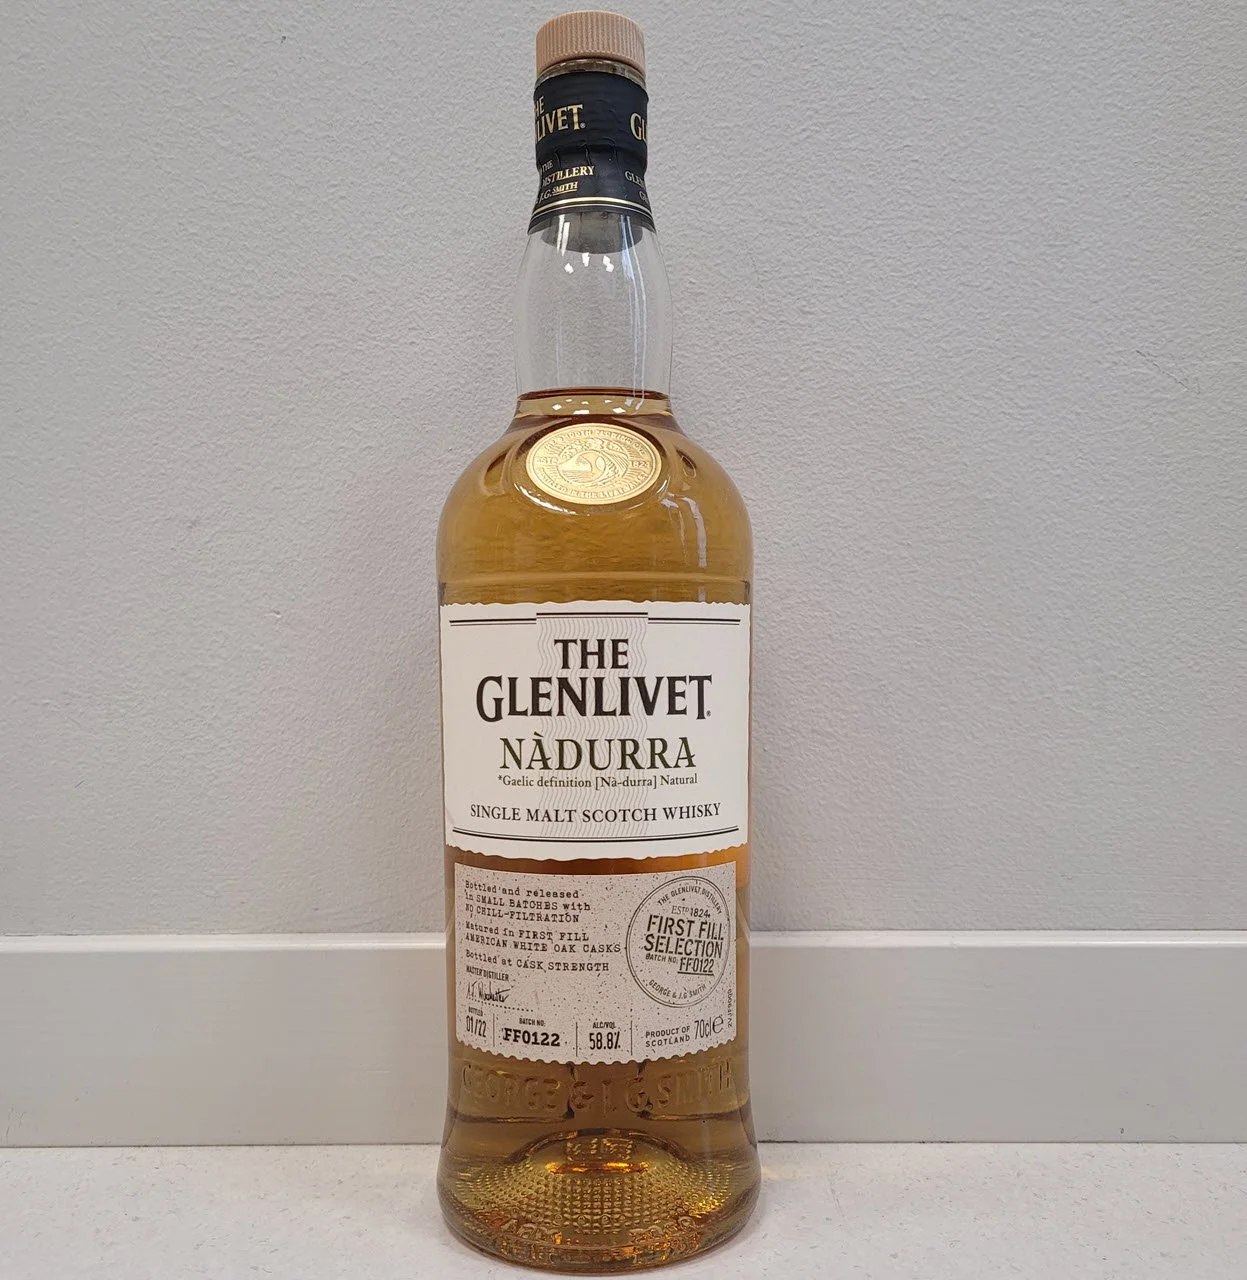 LIVET.
THE
DISTILLERY
J.G. SMITH
THE
GLENLIVET®
NÀDURRA
*Gaelic definition [Nà-durra] Natural
SINGLE MALT SCOTCH WHISKY
Bottled and released
in SMALL BATCHES with
NO CHILL-FILTRATION
Matured in FIRST FILL
AMERICAN WHITE OAK CASKS
Bottled at CASK STRENGTH
MASTER DISTILLER
THE GLENLIVET DISTILLERY
ESTD 1824
FIRST FILL
SELECTION
BATCH NO: FF0122
GEORGE & J.G. SMITH
BOTTLED
01/22
BATCH NO:
FF0122
ALC/VOL
58.8%
PRODUCT OF
SCOTLAND
70cl e
GEORGE & J.G. SMITH